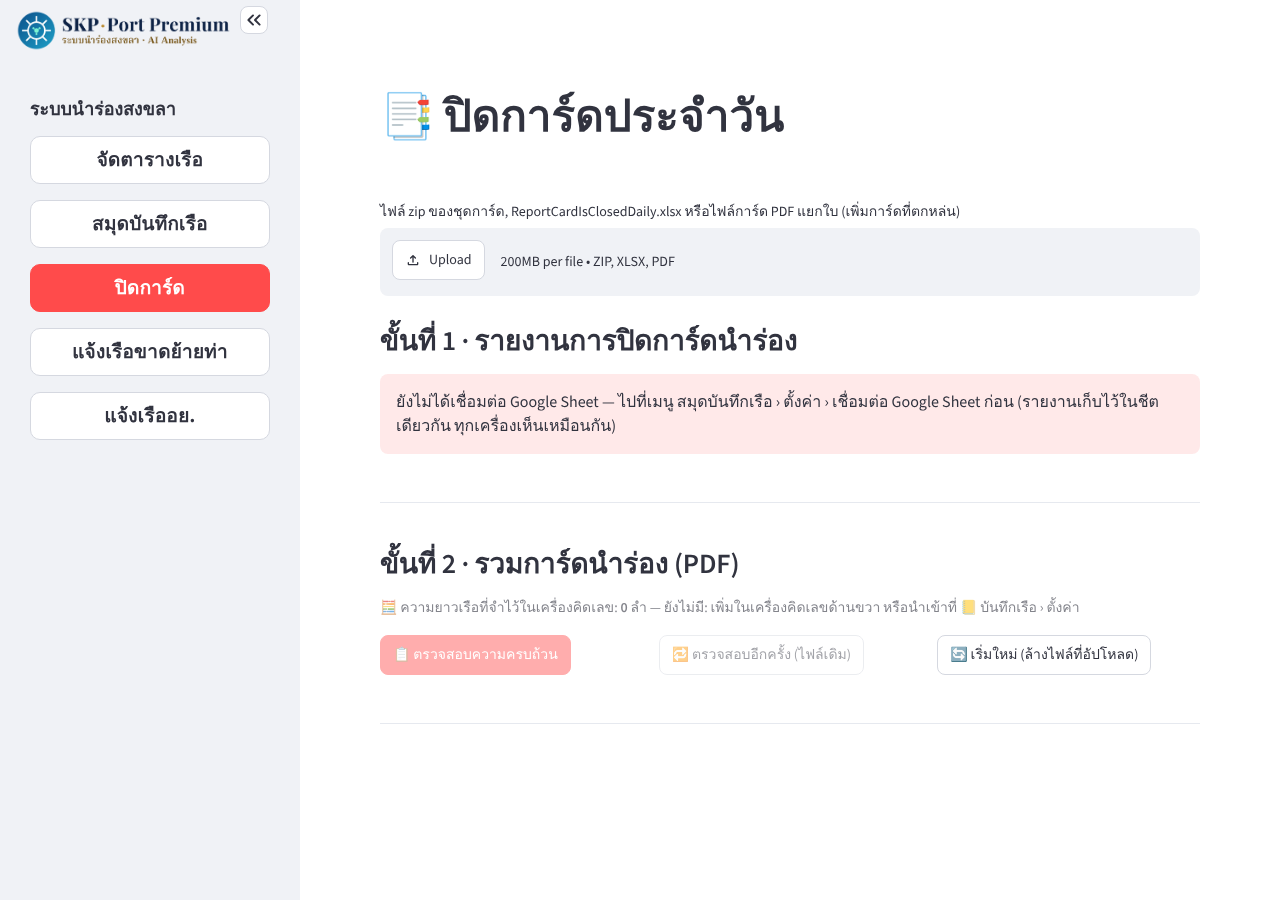 SKP·Port Premium
ระบบนำร่องสงขลา · AI Analysis
ระบบนำร่องสงขลา
จัดตารางเรือ
สมุดบันทึกเรือ
ปิดการ์ด
แจ้งเรือขาดย้ายท่า
แจ้งเรืออย.
📑 ปิดการ์ดประจำวัน
ไฟล์ zip ของชุดการ์ด, ReportCardIsClosedDaily.xlsx หรือไฟล์การ์ด PDF แยกใบ (เพิ่มการ์ดที่ตกหล่น)
Upload
200MB per file • ZIP, XLSX, PDF
ขั้นที่ 1 · รายงานการปิดการ์ดนำร่อง
ยังไม่ได้เชื่อมต่อ Google Sheet — ไปที่เมนู สมุดบันทึกเรือ › ตั้งค่า › เชื่อมต่อ Google Sheet ก่อน (รายงานเก็บไว้ในชีต
เดียวกัน ทุกเครื่องเห็นเหมือนกัน)
ขั้นที่ 2 · รวมการ์ดนำร่อง (PDF)
🧮 ความยาวเรือที่จำไว้ในเครื่องคิดเลข: 0 ลำ — ยังไม่มี: เพิ่มในเครื่องคิดเลขด้านขวา หรือนำเข้าที่ 📒 บันทึกเรือ › ตั้งค่า
📋 ตรวจสอบความครบถ้วน
🔁 ตรวจสอบอีกครั้ง (ไฟล์เดิม)
🔄 เริ่มใหม่ (ล้างไฟล์ที่อัปโหลด)